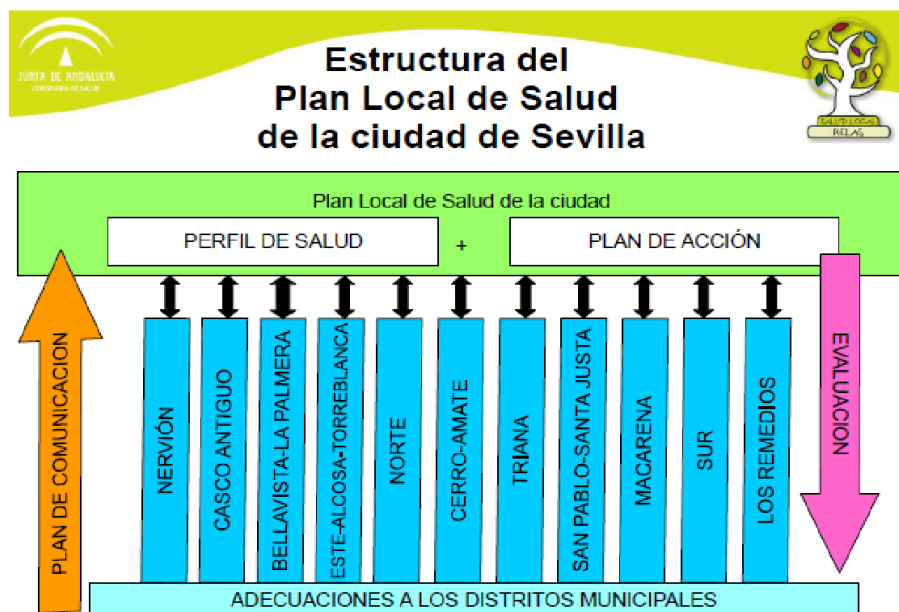 JUNTA DE ANDALUCIA
CONSEJERÍA DE SALUD
Estructura del
Plan Local de Salud
de la ciudad de Sevilla
SALUD LOCAL
RELAS
Plan Local de Salud de la ciudad
PERFIL DE SALUD
+
PLAN DE ACCIÓN
PLAN DE COMUNICACION
NERVIÓN
CASCO ANTIGUO
BELLAVISTA-LA PALMERA
ESTE-ALCOSA-TORREBLANCA
NORTE
CERRO-AMATE
TRIANA
SAN PABLO-SANTA JUSTA
MACARENA
SUR
LOS REMEDIOS
EVALUACION
ADECUACIONES A LOS DISTRITOS MUNICIPALES